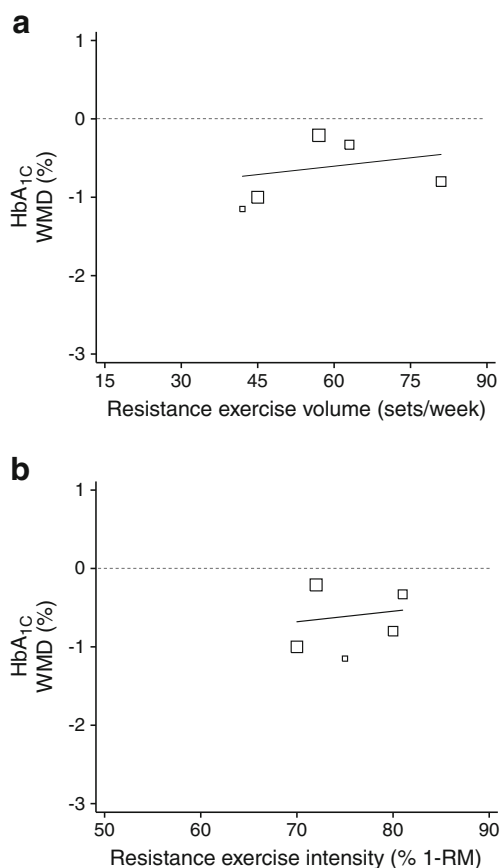 a
1
0
-1
-2
-3
HbA1C
WMD (%)
15 30 45 60 75 90
Resistance exercise volume (sets/week)
b
1
0
-1
-2
-3
HbA1C
WMD (%)
50 60 70 80 90
Resistance exercise intensity (% 1-RM)